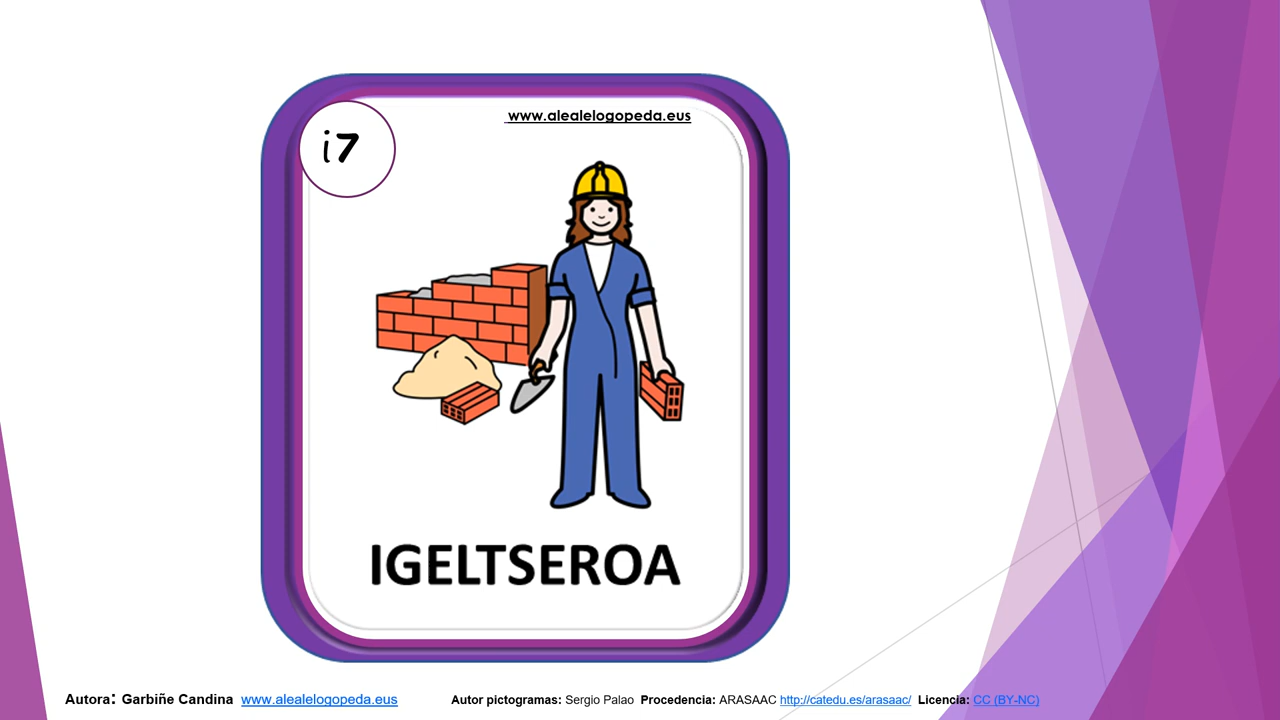 www.alealelogopeda.eus
i7
IGELTSEROA
Autora: Garbiñe Candina www.alealelogopeda.eus Autor pictogramas: Sergio Palao Procedencia: ARASAAC http://catedu.es/arasaac/ Licencia: CC (BY-NC)